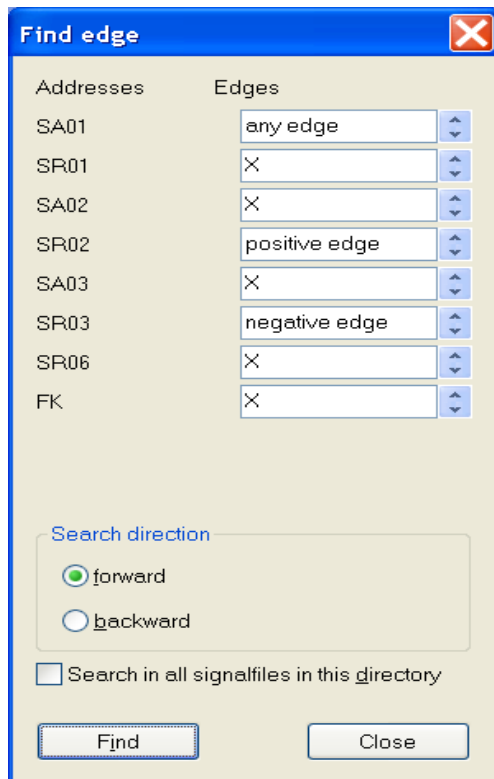 Find edge
Addresses Edges
SA01 any edge
SR01 X
SA02 X
SR02 positive edge
SA03 X
SR03 negative edge
SR06 X
FK X
Search direction
forward
backward
Search in all signalfiles in this directory
Find Close